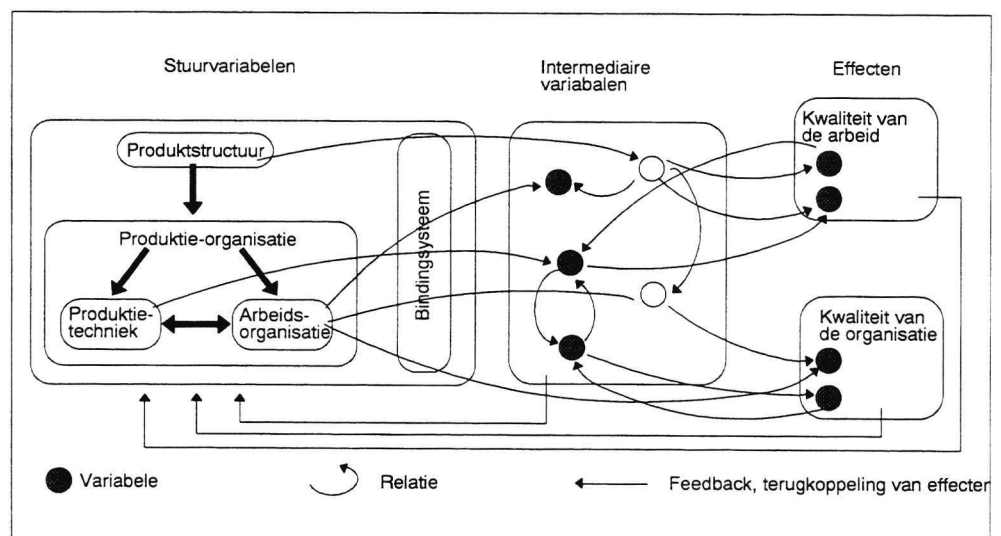 Stuurvariabelen
Intermediaire
variabalen
Effecten
Produktstructuur
Produktie-organisatie
Produktie-
techniek
Arbeids-
organisatie
Bindingsysteem
Kwaliteit van
de arbeid
Kwaliteit van
de organisatie
Variabele
Relatie
Feedback, terugkoppeling van effecten